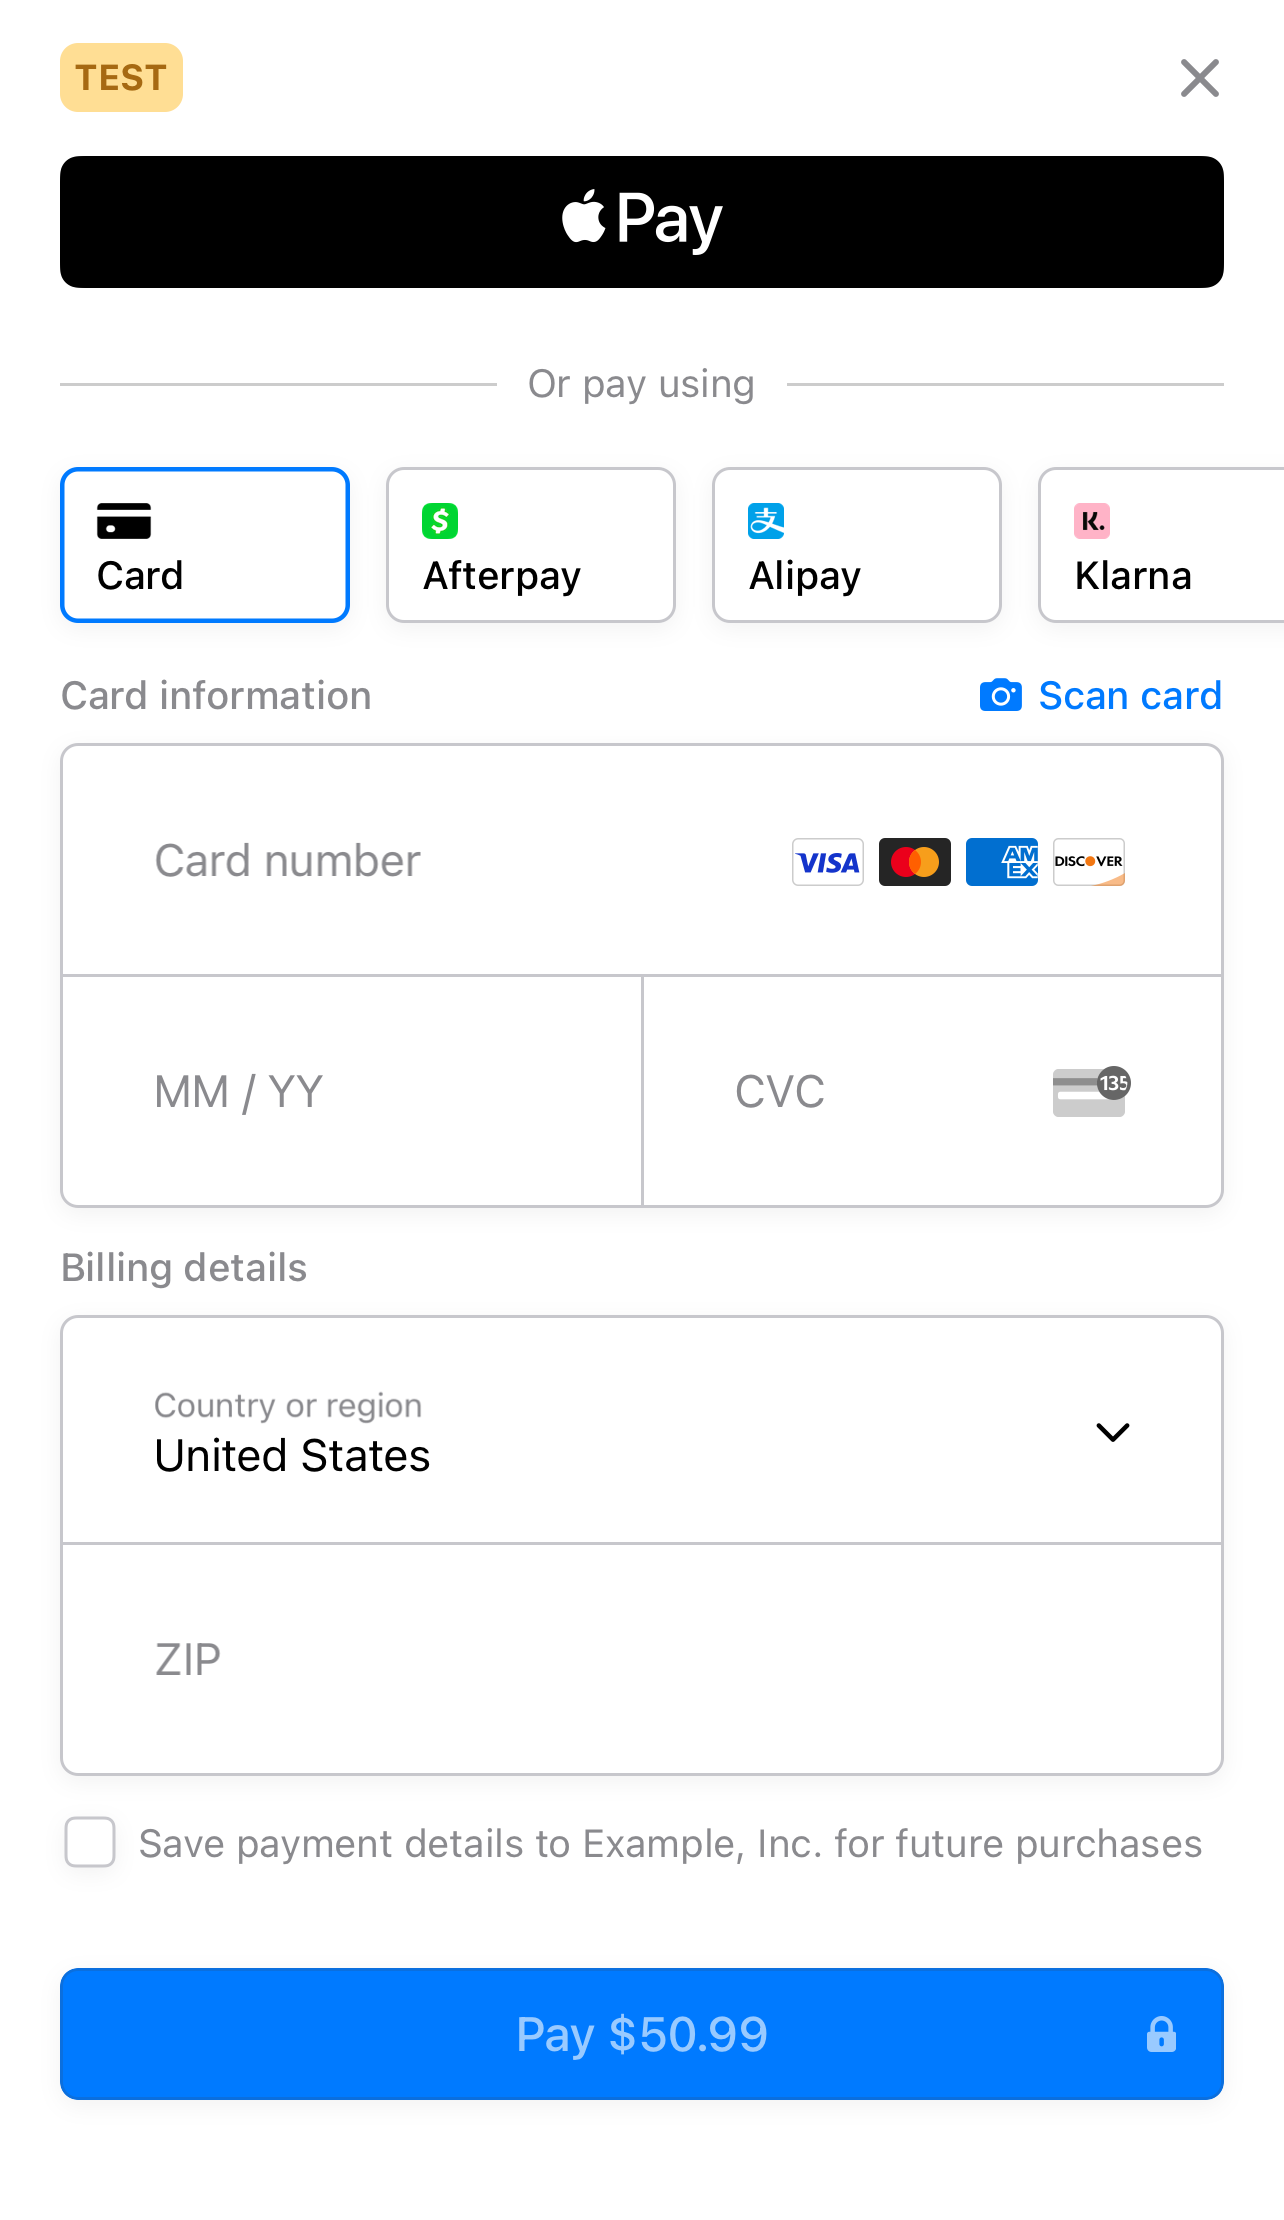 TEST
Pay
Or pay using
Card
Afterpay
支
Alipay
K.
Klarna
Card information
Scan card
Card number
VISA
AM
EX
DISCOVER
MM / YY
CVC
135
Billing details
Country or region
United States
ZIP
Save payment details to Example, Inc. for future purchases
Pay $50.99